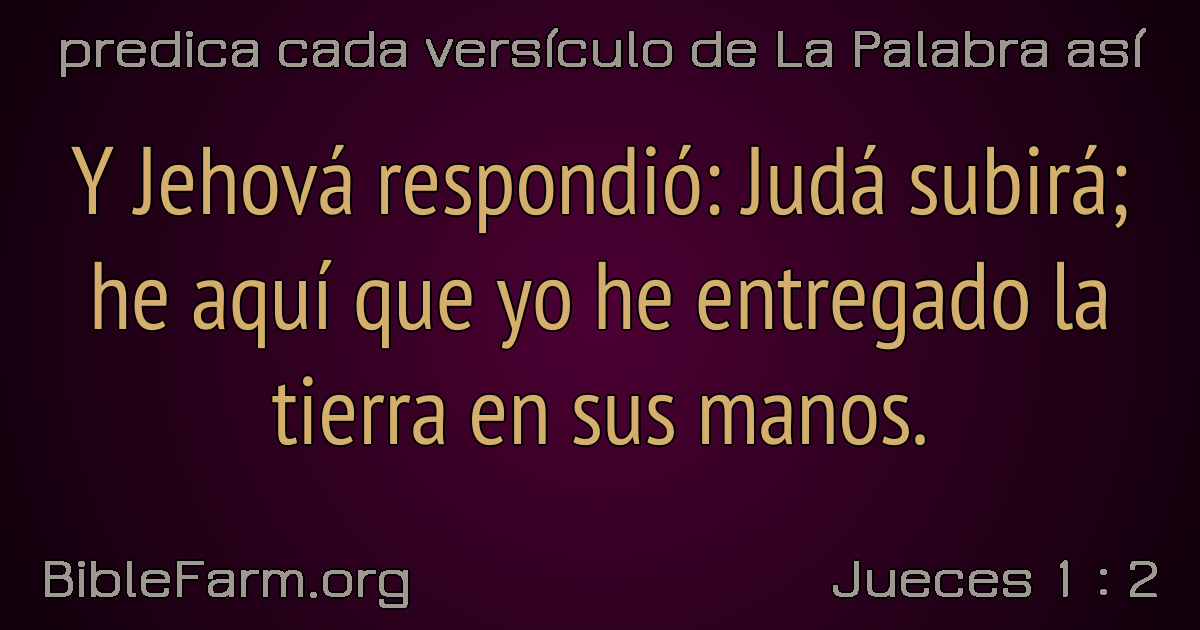 predica cada versículo de La Palabra así
Y Jehová respondió: Judá subirá;
he aquí que yo he entregado la
tierra en sus manos.
BibleFarm.org
Jueces 1 : 2